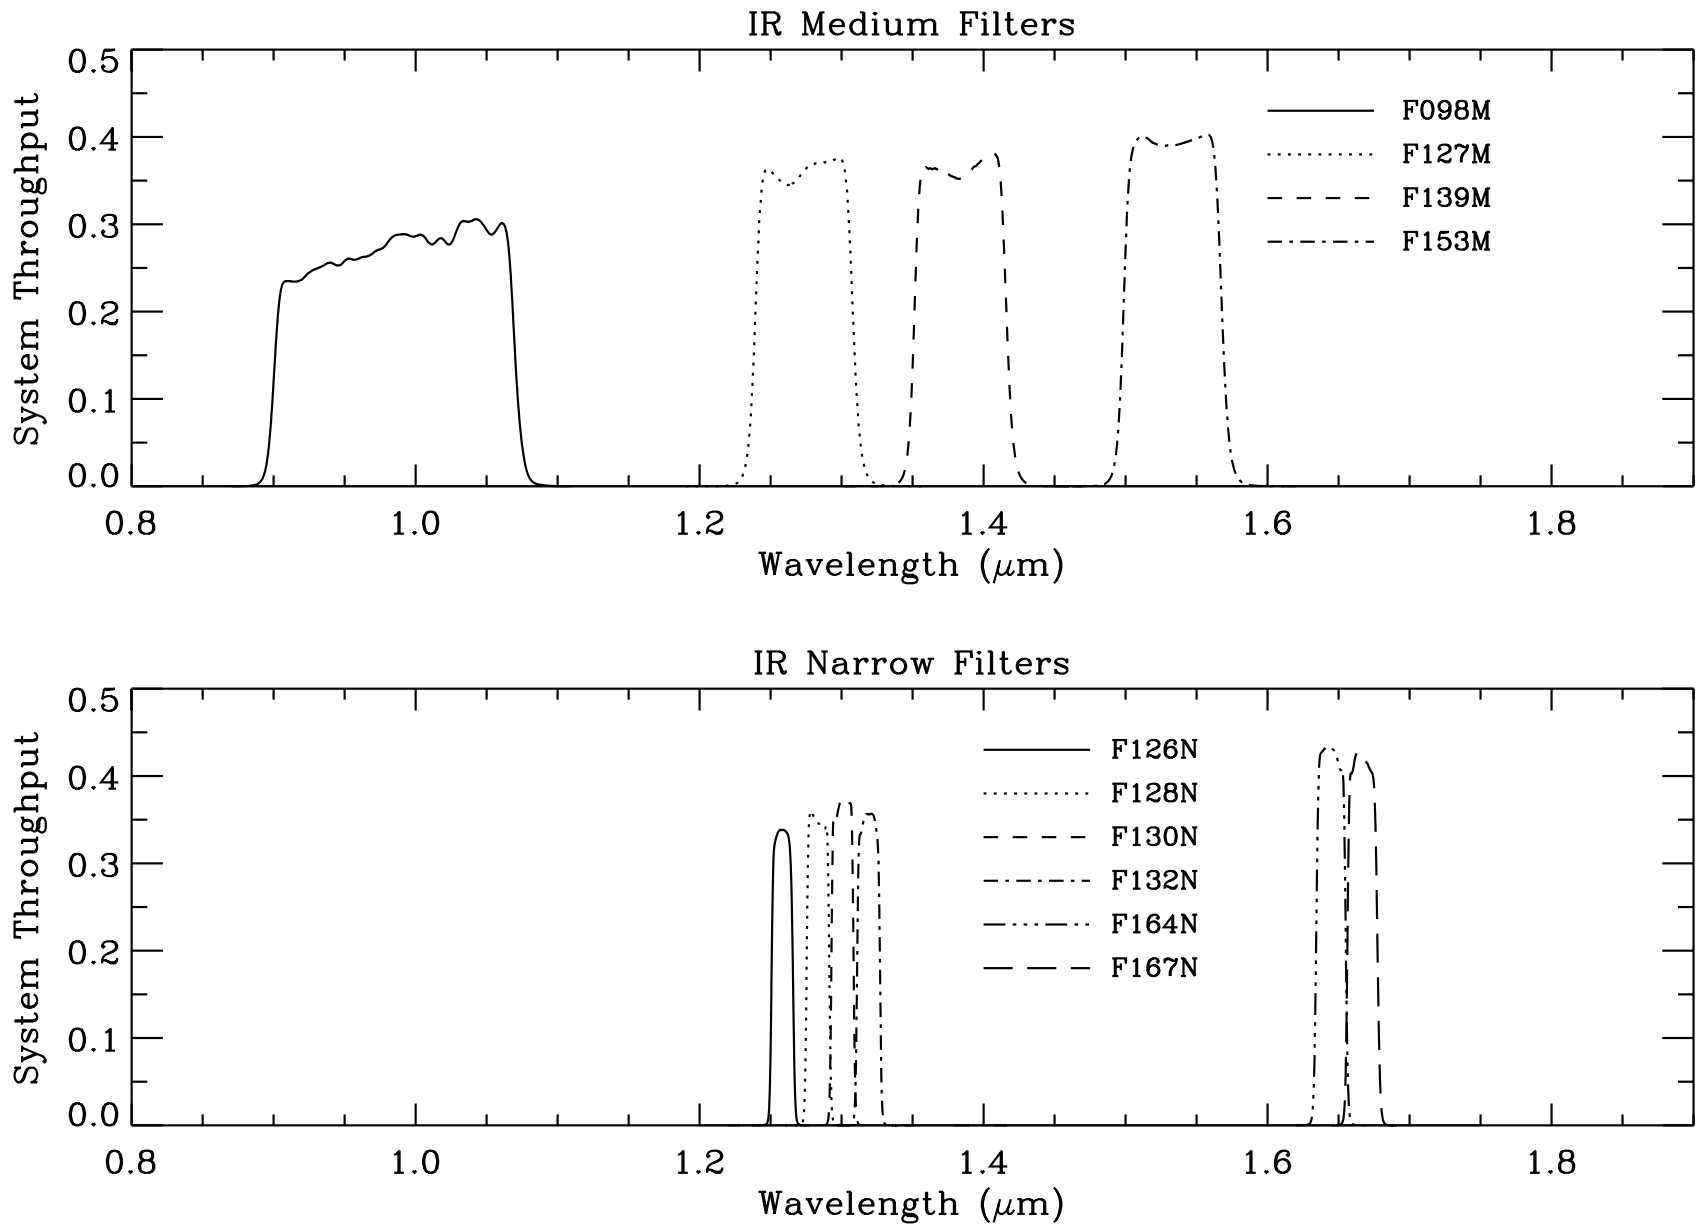 IR Medium Filters
System Throughput
0.5
0.4
0.3
0.2
0.1
0.0
F098M
F127M
F139M
F153M
0.8 1.0 1.2 1.4 1.6 1.8
Wavelength (μm)
IR Narrow Filters
System Throughput
0.5
0.4
0.3
0.2
0.1
0.0
F126N
F128N
F130N
F132N
F164N
F167N
0.8 1.0 1.2 1.4 1.6 1.8
Wavelength (μm)